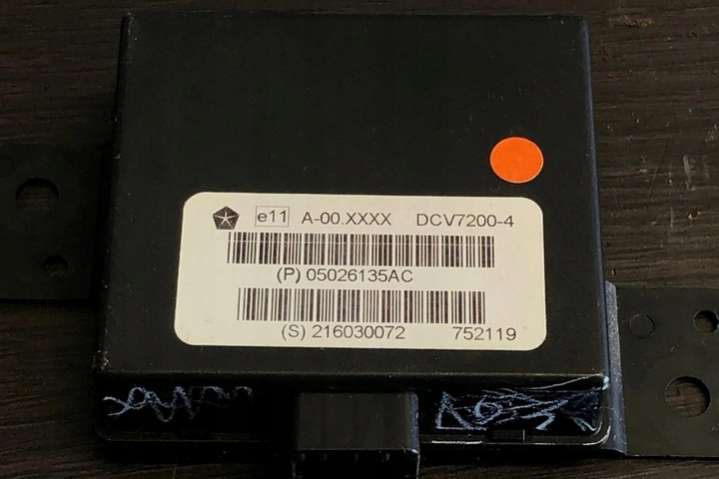 e11 A-00.XXXX DCV7200-4
(P) 05026135AC
(S) 216030072 752119